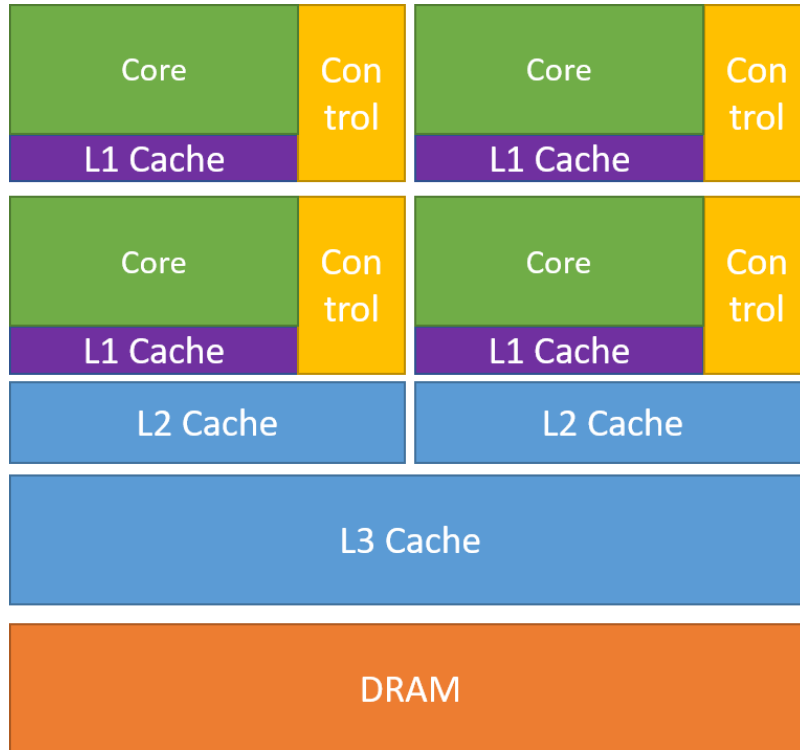 Core
Con
trol
L1 Cache
Core
Con
trol
L1 Cache
Core
Con
trol
L1 Cache
Core
Con
trol
L1 Cache
L2 Cache
L2 Cache
L3 Cache
DRAM